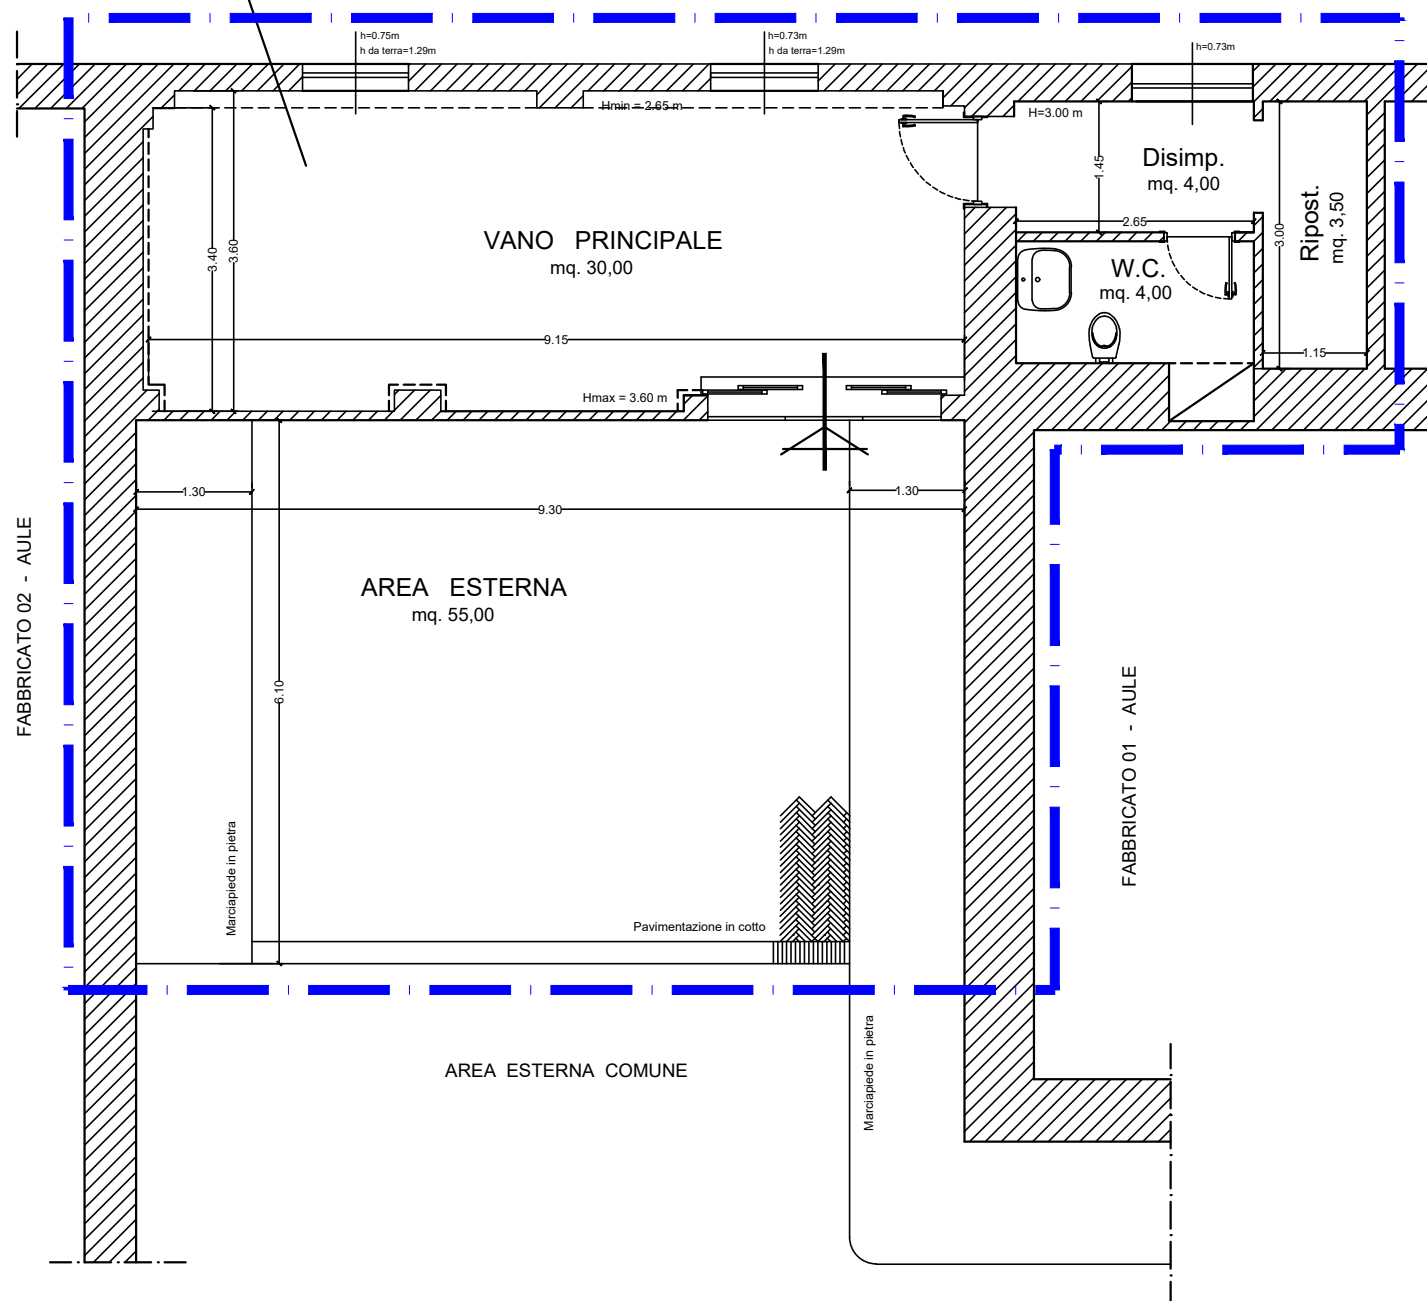 h=0.75m
h da terra=1.29m
h=0.73m
h da terra=1.29m
h=0.73m
Hmin = 2.65 m
H=3.00 m
Disimp.
mq. 4,00
1.45
2.65
Ripost.
mq. 3,50
3.00
1.15
VANO PRINCIPALE
mq. 30,00
3.40
3.60
9.15
W.C.
mq. 4,00
Hmax = 3.60 m
1.30
1.30
9.30
AREA ESTERNA
mq. 55,00
6.10
FABBRICATO 02 - AULE
FABBRICATO 01 - AULE
Marciapiede in pietra
Pavimentazione in cotto
Marciapiede in pietra
AREA ESTERNA COMUNE